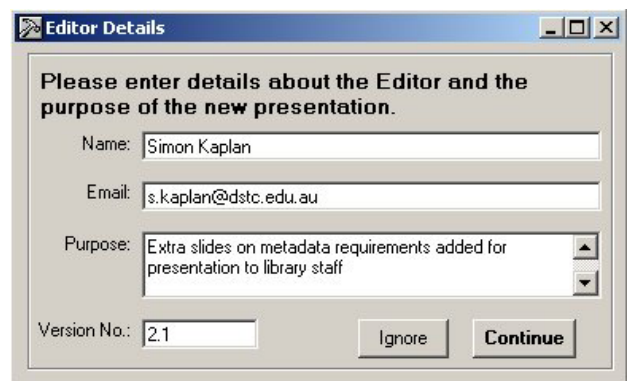 Editor Details
Please enter details about the Editor and the
purpose of the new presentation.
Name: Simon Kaplan
Email: s.kaplan@dstc.edu.au
Purpose: Extra slides on metadata requirements added for
presentation to library staff
Version No.: 2.1 Ignore Continue